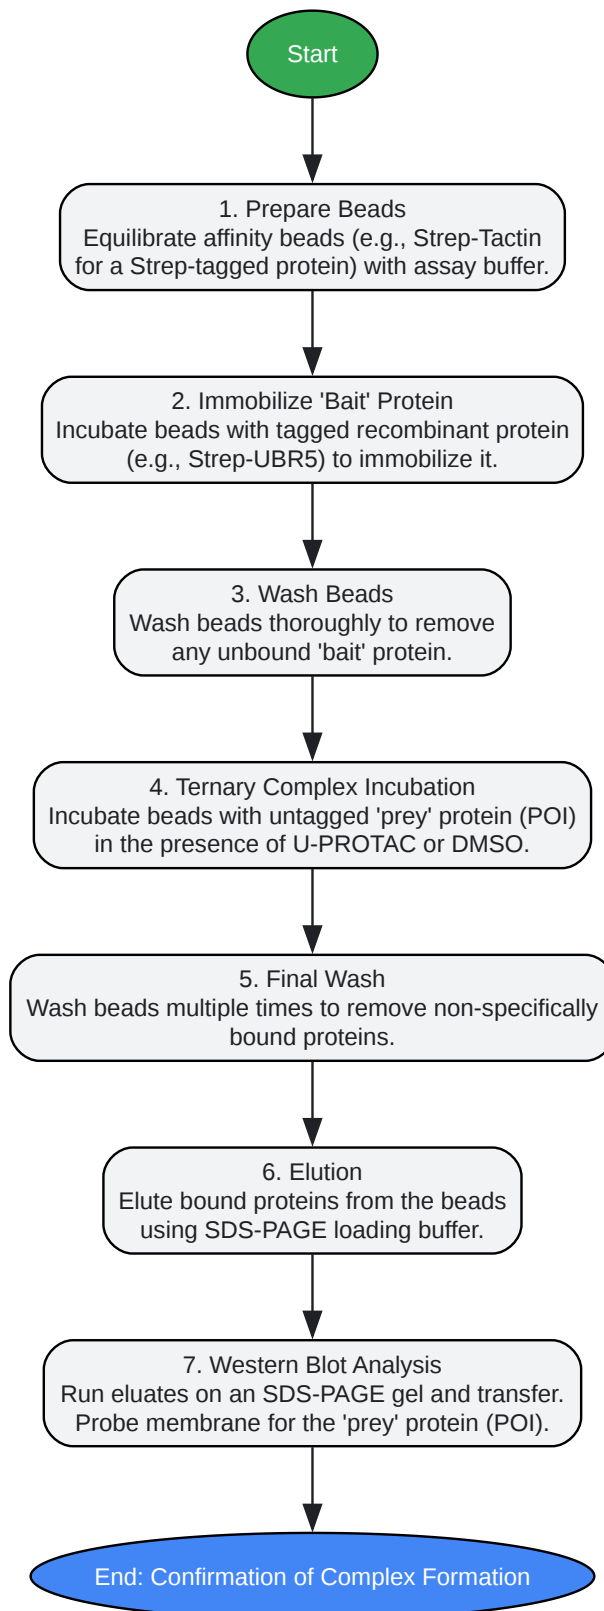 Start
1. Prepare Beads
Equilibrate affinity beads (e.g., Strep-Tactin
for a Strep-tagged protein) with assay buffer.
2. Immobilize 'Bait' Protein
Incubate beads with tagged recombinant protein
(e.g., Strep-UBR5) to immobilize it.
3. Wash Beads
Wash beads thoroughly to remove
any unbound 'bait' protein.
4. Ternary Complex Incubation
Incubate beads with untagged 'prey' protein (POI)
in the presence of U-PROTAC or DMSO.
5. Final Wash
Wash beads multiple times to remove non-specifically
bound proteins.
6. Elution
Elute bound proteins from the beads
using SDS-PAGE loading buffer.
7. Western Blot Analysis
Run eluates on an SDS-PAGE gel and transfer.
Probe membrane for the 'prey' protein (POI).
End: Confirmation of Complex Formation